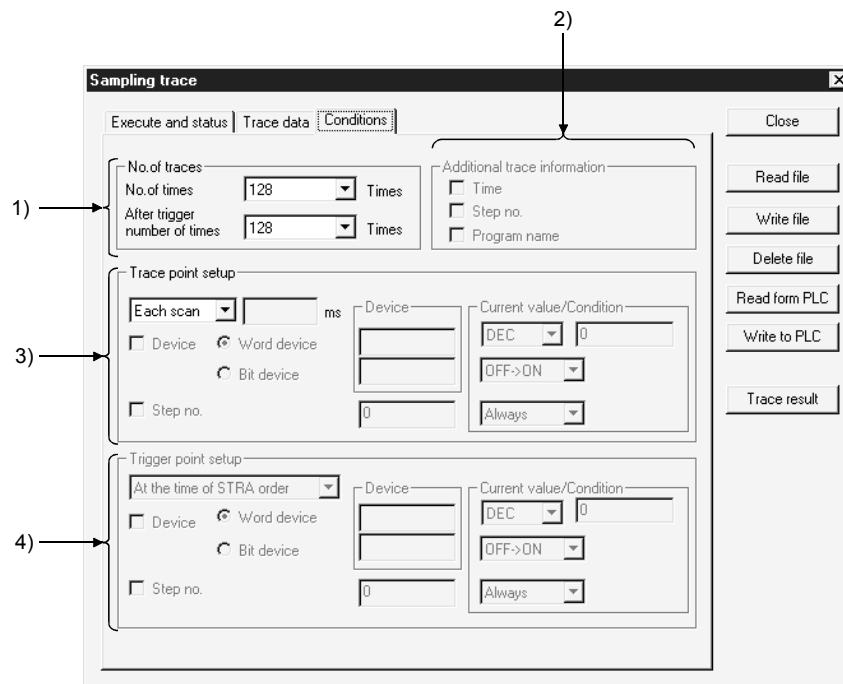 2)
Sampling trace
Execute and status Trace data Conditions
Close
1)
No.of traces
No.of times 128 Times
After trigger
number of times 128 Times
Additional trace information
Time
Step no.
Program name
Read file
Write file
Delete file
Read form PLC
Write to PLC
Trace result
3)
Trace point setup
Each scan ms
Device
Current value/Condition
Device Word device
DEC 0
Bit device
OFF->ON
Step no. 0 Always
4)
Trigger point setup
At the time of STRA order
Device
Current value/Condition
Device Word device
DEC 0
Bit device
OFF->ON
Step no. 0 Always